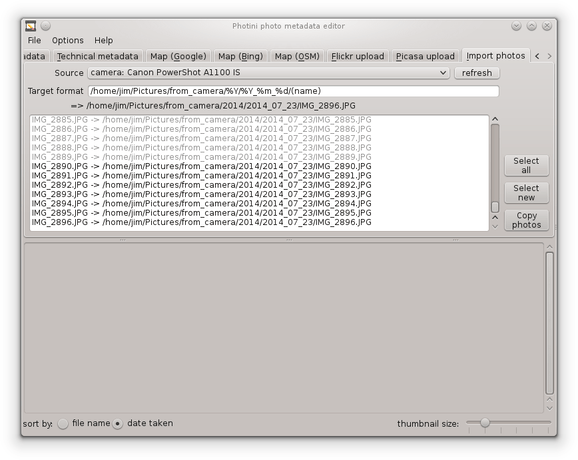 Photini photo metadata editor
File Options Help
idata Technical metadata Map (Google) Map (Bing) Map (OSM) Flickr upload Picasa upload Import photos
Source camera: Canon PowerShot A1100 IS refresh
Target format /home/jim/Pictures/from_camera/%Y/%Y_%m_%d/(name)
=> /home/jim/Pictures/from_camera/2014/2014_07_23/IMG_2896.JPG
IMG_2885.JPG -> /home/jim/Pictures/from_camera/2014/2014_07_23/IMG_2885.JPG
IMG_2886.JPG -> /home/jim/Pictures/from_camera/2014/2014_07_23/IMG_2886.JPG
IMG_2887.JPG -> /home/jim/Pictures/from_camera/2014/2014_07_23/IMG_2887.JPG
IMG_2888.JPG -> /home/jim/Pictures/from_camera/2014/2014_07_23/IMG_2888.JPG
IMG_2889.JPG -> /home/jim/Pictures/from_camera/2014/2014_07_23/IMG_2889.JPG
IMG_2890.JPG -> /home/jim/Pictures/from_camera/2014/2014_07_23/IMG_2890.JPG
IMG_2891.JPG -> /home/jim/Pictures/from_camera/2014/2014_07_23/IMG_2891.JPG
IMG_2892.JPG -> /home/jim/Pictures/from_camera/2014/2014_07_23/IMG_2892.JPG
IMG_2893.JPG -> /home/jim/Pictures/from_camera/2014/2014_07_23/IMG_2893.JPG
IMG_2894.JPG -> /home/jim/Pictures/from_camera/2014/2014_07_23/IMG_2894.JPG
IMG_2895.JPG -> /home/jim/Pictures/from_camera/2014/2014_07_23/IMG_2895.JPG
IMG_2896.JPG -> /home/jim/Pictures/from_camera/2014/2014_07_23/IMG_2896.JPG
Select
all
Select
new
Copy
photos
sort by: file name date taken thumbnail size: